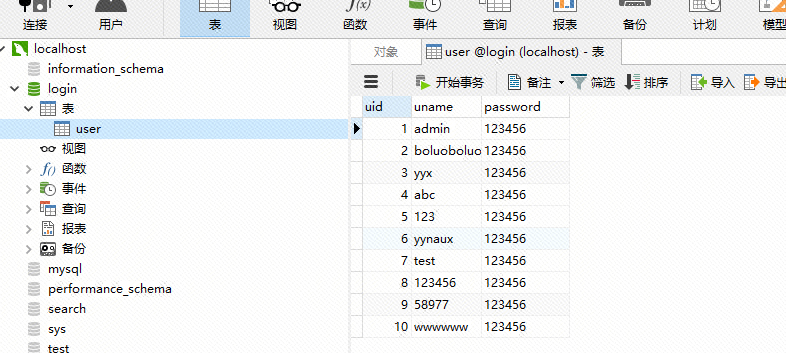 连接 用户 表 视图 函数 事件 查询 报表 备份 计划 模型
localhost
information_schema
login
表
user
视图
f() 函数
事件
查询
报表
备份
mysql
performance_schema
search
sys
test
对象 user @login (localhost) - 表
开始事务 备注 筛选 排序 导入 导出
uid uname password
1 admin 123456
2 boluoboluo 123456
3 yyx 123456
4 abc 123456
5 123 123456
6 yynaux 123456
7 test 123456
8 123456 123456
9 58977 123456
10 wwwwww 123456